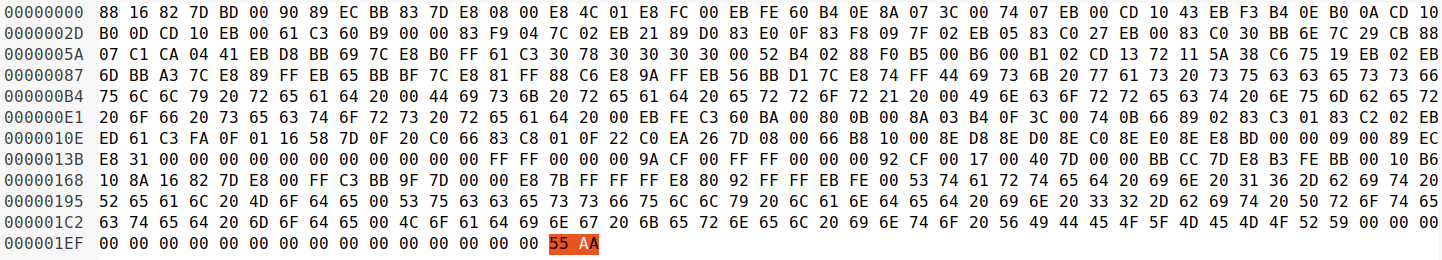 00000000 88 16 82 7D BD 00 90 89 EC BB 83 7D E8 08 00 E8 4C 01 E8 FC 00 EB FE 60 B4 0E 8A 07 3C 00 74 07 EB 00 CD 10 43 EB F3 B4 0E B0 0A CD 10
0000002D B0 0D CD 10 EB 00 61 C3 60 B9 00 00 83 F9 04 7C 02 EB 21 89 D0 83 E0 0F 83 F8 09 7F 02 EB 05 83 C0 27 EB 00 83 C0 30 BB 6E 7C 29 CB 88
0000005A 07 C1 CA 04 41 EB D8 BB 69 7C E8 B0 FF 61 C3 30 78 30 30 30 30 00 52 B4 02 88 F0 B5 00 B6 00 B1 02 CD 13 72 11 5A 38 C6 75 19 EB 02 EB
00000087 6D BB A3 7C E8 89 FF EB 65 BB BF 7C E8 81 FF 88 C6 E8 9A FF EB 56 BB D1 7C E8 74 FF 44 69 73 6B 20 77 61 73 20 73 75 63 63 65 73 73 66
000000B4 75 6C 6C 79 20 72 65 61 64 20 00 44 69 73 6B 20 72 65 61 64 20 65 72 72 6F 72 21 20 00 49 6E 63 6F 72 72 65 63 74 20 6E 75 6D 62 65 72
000000E1 20 6F 66 20 73 65 63 74 6F 72 73 20 72 65 61 64 20 00 EB FE C3 60 BA 00 80 0B 00 8A 03 B4 0F 3C 00 74 0B 66 89 02 83 C3 01 83 C2 02 EB
0000010E ED 61 C3 FA 0F 01 16 58 7D 0F 20 C0 66 83 C8 01 0F 22 C0 EA 27 7D 08 00 66 B8 10 00 8E D8 8E D0 8E C0 8E E0 8E E8 BD 00 00 09 00 89 EC
0000013B E8 31 00 00 00 00 00 00 00 00 00 00 00 00 FF FF 00 00 00 9A CF 00 FF FF 00 00 00 92 CF 00 17 00 40 7D 00 00 BB CC 7D E8 B3 FE BB 00 10 B6
00000168 10 8A 16 82 7D E8 00 FF C3 BB 9F 7D 00 00 E8 7B FF FF FF E8 80 92 FF FF EB FE 00 53 74 61 72 74 65 64 20 69 6E 20 31 36 2D 62 69 74 20
00000195 52 65 61 6C 20 4D 6F 64 65 00 53 75 63 63 65 73 73 66 75 6C 6C 79 20 6C 61 6E 64 65 64 20 69 6E 20 33 32 2D 62 69 74 20 50 72 6F 74 65
000001C2 63 74 65 64 20 6D 6F 64 65 00 4C 6F 61 64 69 6E 67 20 6B 65 72 6E 65 6C 20 69 6E 74 6F 20 56 49 44 45 4F 5F 4D 45 4D 4F 52 59 00 00 00
000001EF 00 00 00 00 00 00 00 00 00 00 00 00 00 00 00 55 AA